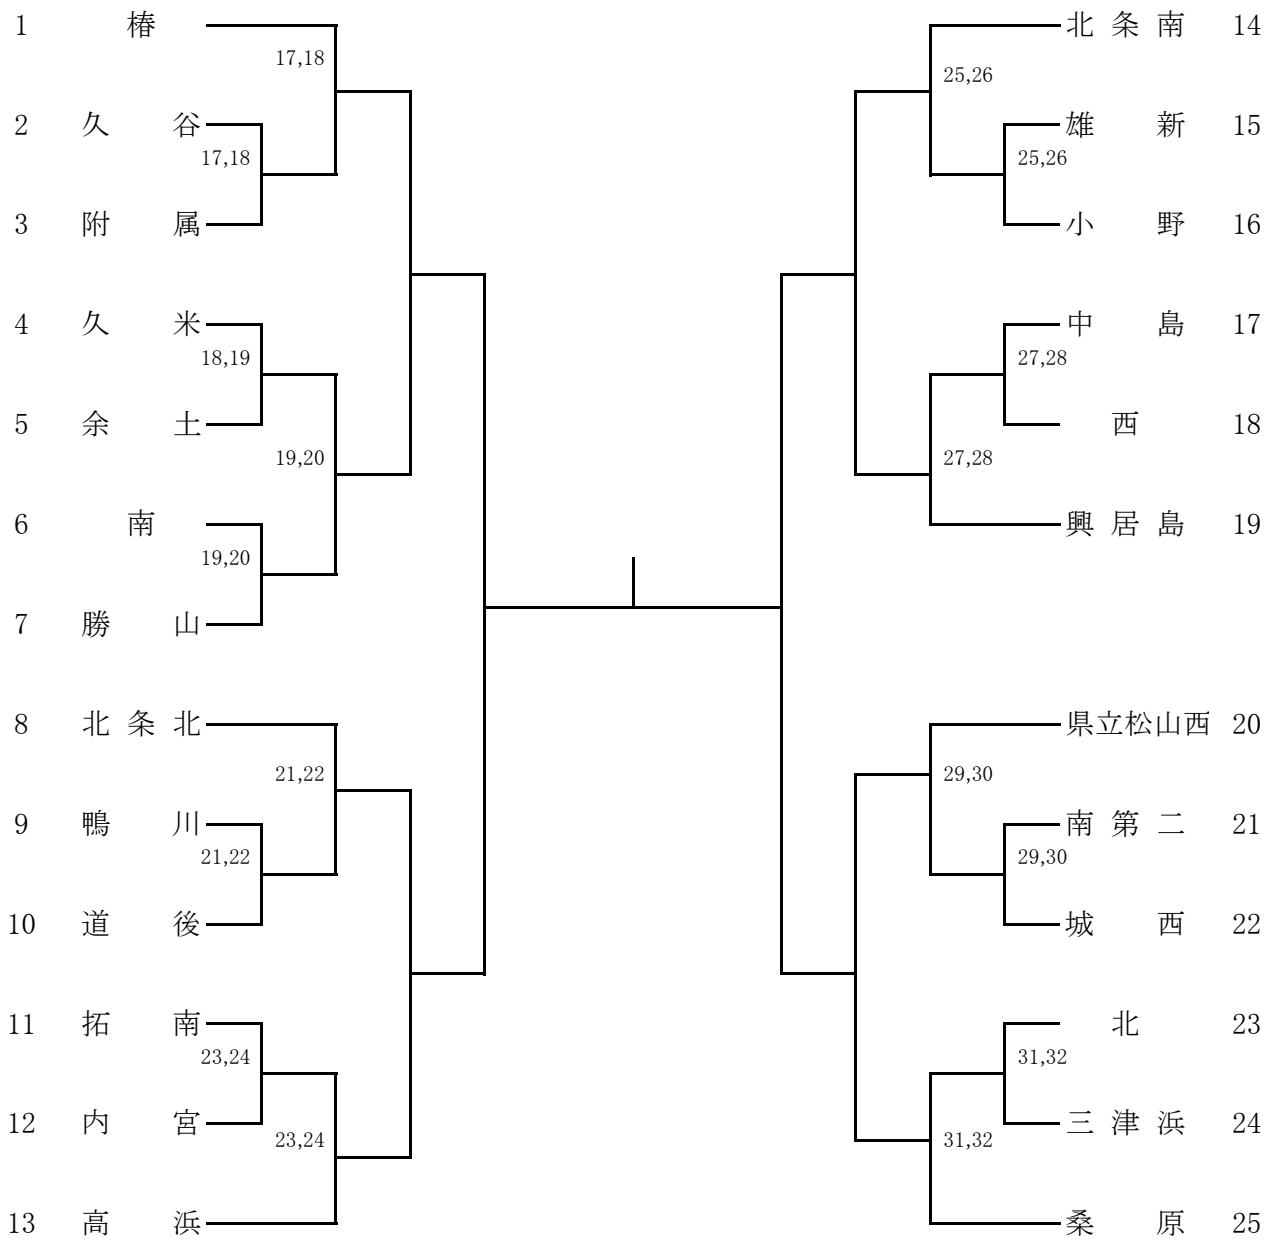 1 椿
17,18
2 久谷
17,18
3 附属
4 久米
18,19
5 余土
19,20
6 南
19,20
7 勝山
8 北条北
21,22
9 鴨川
21,22
10 道後
11 拓南
23,24
12 内宮
23,24
13 高浜
北条南 14
25,26
雄新 15
25,26
小野 16
中島 17
27,28
西 18
27,28
興居島 19
県立松山西 20
29,30
南第二 21
29,30
城西 22
北 23
31,32
三津浜 24
31,32
桑原 25